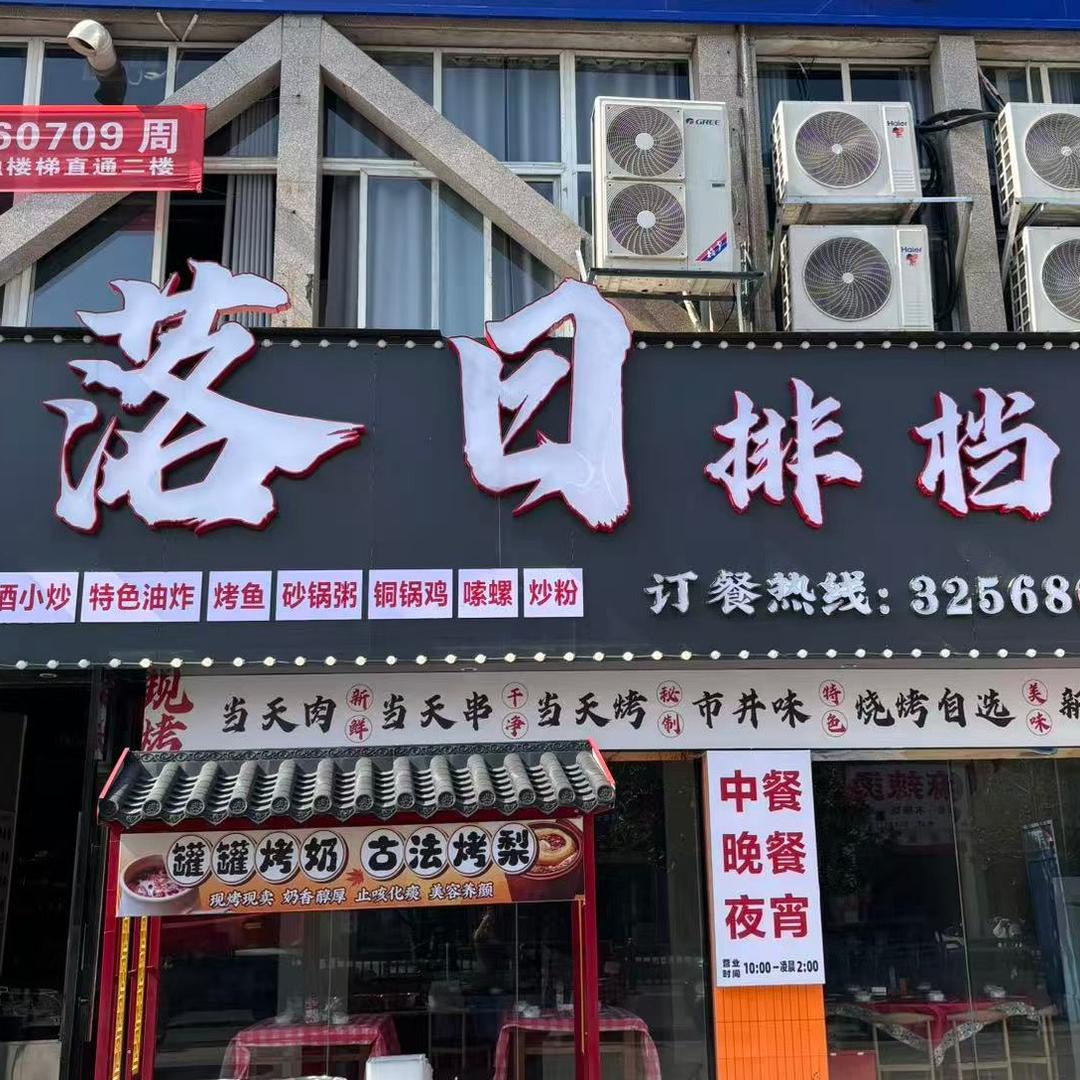 60709 周
楼梯直通二楼
GREE
Haier
Haier
落日排档
酒小炒 特色油炸 烤鱼 砂锅粥 铜锅鸡 嗦螺 炒粉
订餐热线: 32568
现烤
当天肉 新鲜 当天串 干净 当天烤 秘制 市井味 特色 烧烤自选 美味 新
罐罐烤奶 古法烤梨
现烤现卖 奶香醇厚 止咳化痰 美容养颜
中餐
晚餐
夜宵
营业时间 10:00-凌晨2:00